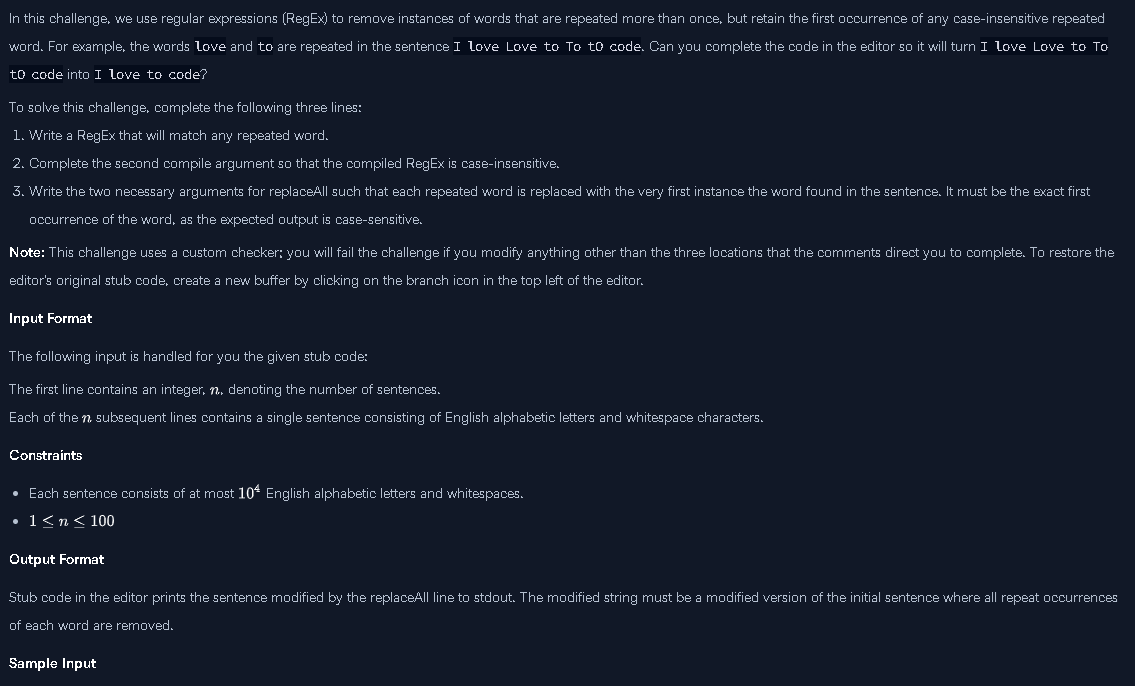 In this challenge, we use regular expressions (RegEx) to remove instances of words that are repeated more than once, but retain the first occurrence of any case-insensitive repeated
word. For example, the words love and to are repeated in the sentence I love Love to To tO code. Can you complete the code in the editor so it will turn I love Love to To
tO code into I love to code?
To solve this challenge, complete the following three lines:
1. Write a RegEx that will match any repeated word.
2. Complete the second compile argument so that the compiled RegEx is case-insensitive.
3. Write the two necessary arguments for replaceAll such that each repeated word is replaced with the very first instance the word found in the sentence. It must be the exact first
occurrence of the word, as the expected output is case-sensitive.
Note: This challenge uses a custom checker; you will fail the challenge if you modify anything other than the three locations that the comments direct you to complete. To restore the
editor's original stub code, create a new buffer by clicking on the branch icon in the top left of the editor.
Input Format
The following input is handled for you the given stub code:
The first line contains an integer, n, denoting the number of sentences.
Each of the n subsequent lines contains a single sentence consisting of English alphabetic letters and whitespace characters.
Constraints
• Each sentence consists of at most 10⁴ English alphabetic letters and whitespaces.
• 1 ≤ n ≤ 100
Output Format
Stub code in the editor prints the sentence modified by the replaceAll line to stdout. The modified string must be a modified version of the initial sentence where all repeat occurrences
of each word are removed.
Sample Input